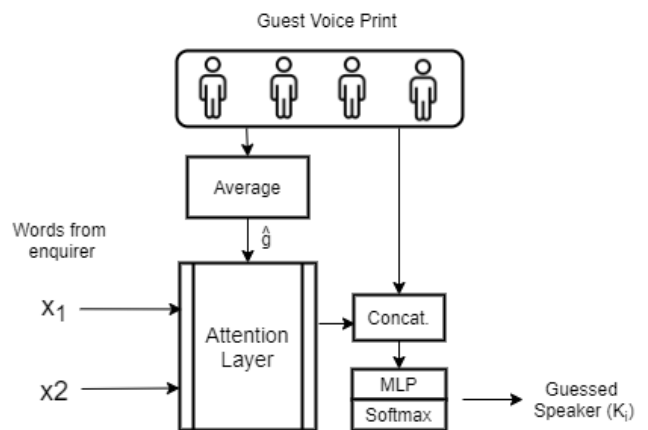 Guest Voice Print
Average
ĝ
Words from
enquirer
x₁
x2
Attention
Layer
Concat.
MLP
Softmax
Guessed
Speaker (Kᵢ)